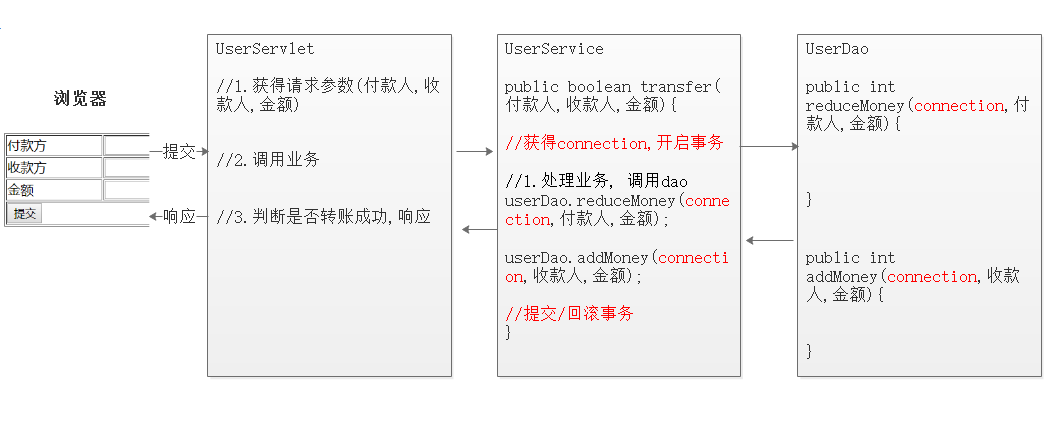 浏览器
付款方
收款方
金额
提交
提交
响应
UserServlet
//1.获得请求参数(付款人,收
款人,金额)
//2.调用业务
//3.判断是否转账成功,响应
UserService
public boolean transfer(
付款人,收款人,金额){
//获得connection,开启事务
//1.处理业务, 调用dao
userDao.reduceMoney(conne
ction,付款人,金额);
userDao.addMoney(connecti
on,收款人,金额);
//提交/回滚事务
}
UserDao
public int
reduceMoney(connection,付
款人,金额){
}
public int
addMoney(connection,收款
人,金额){
}